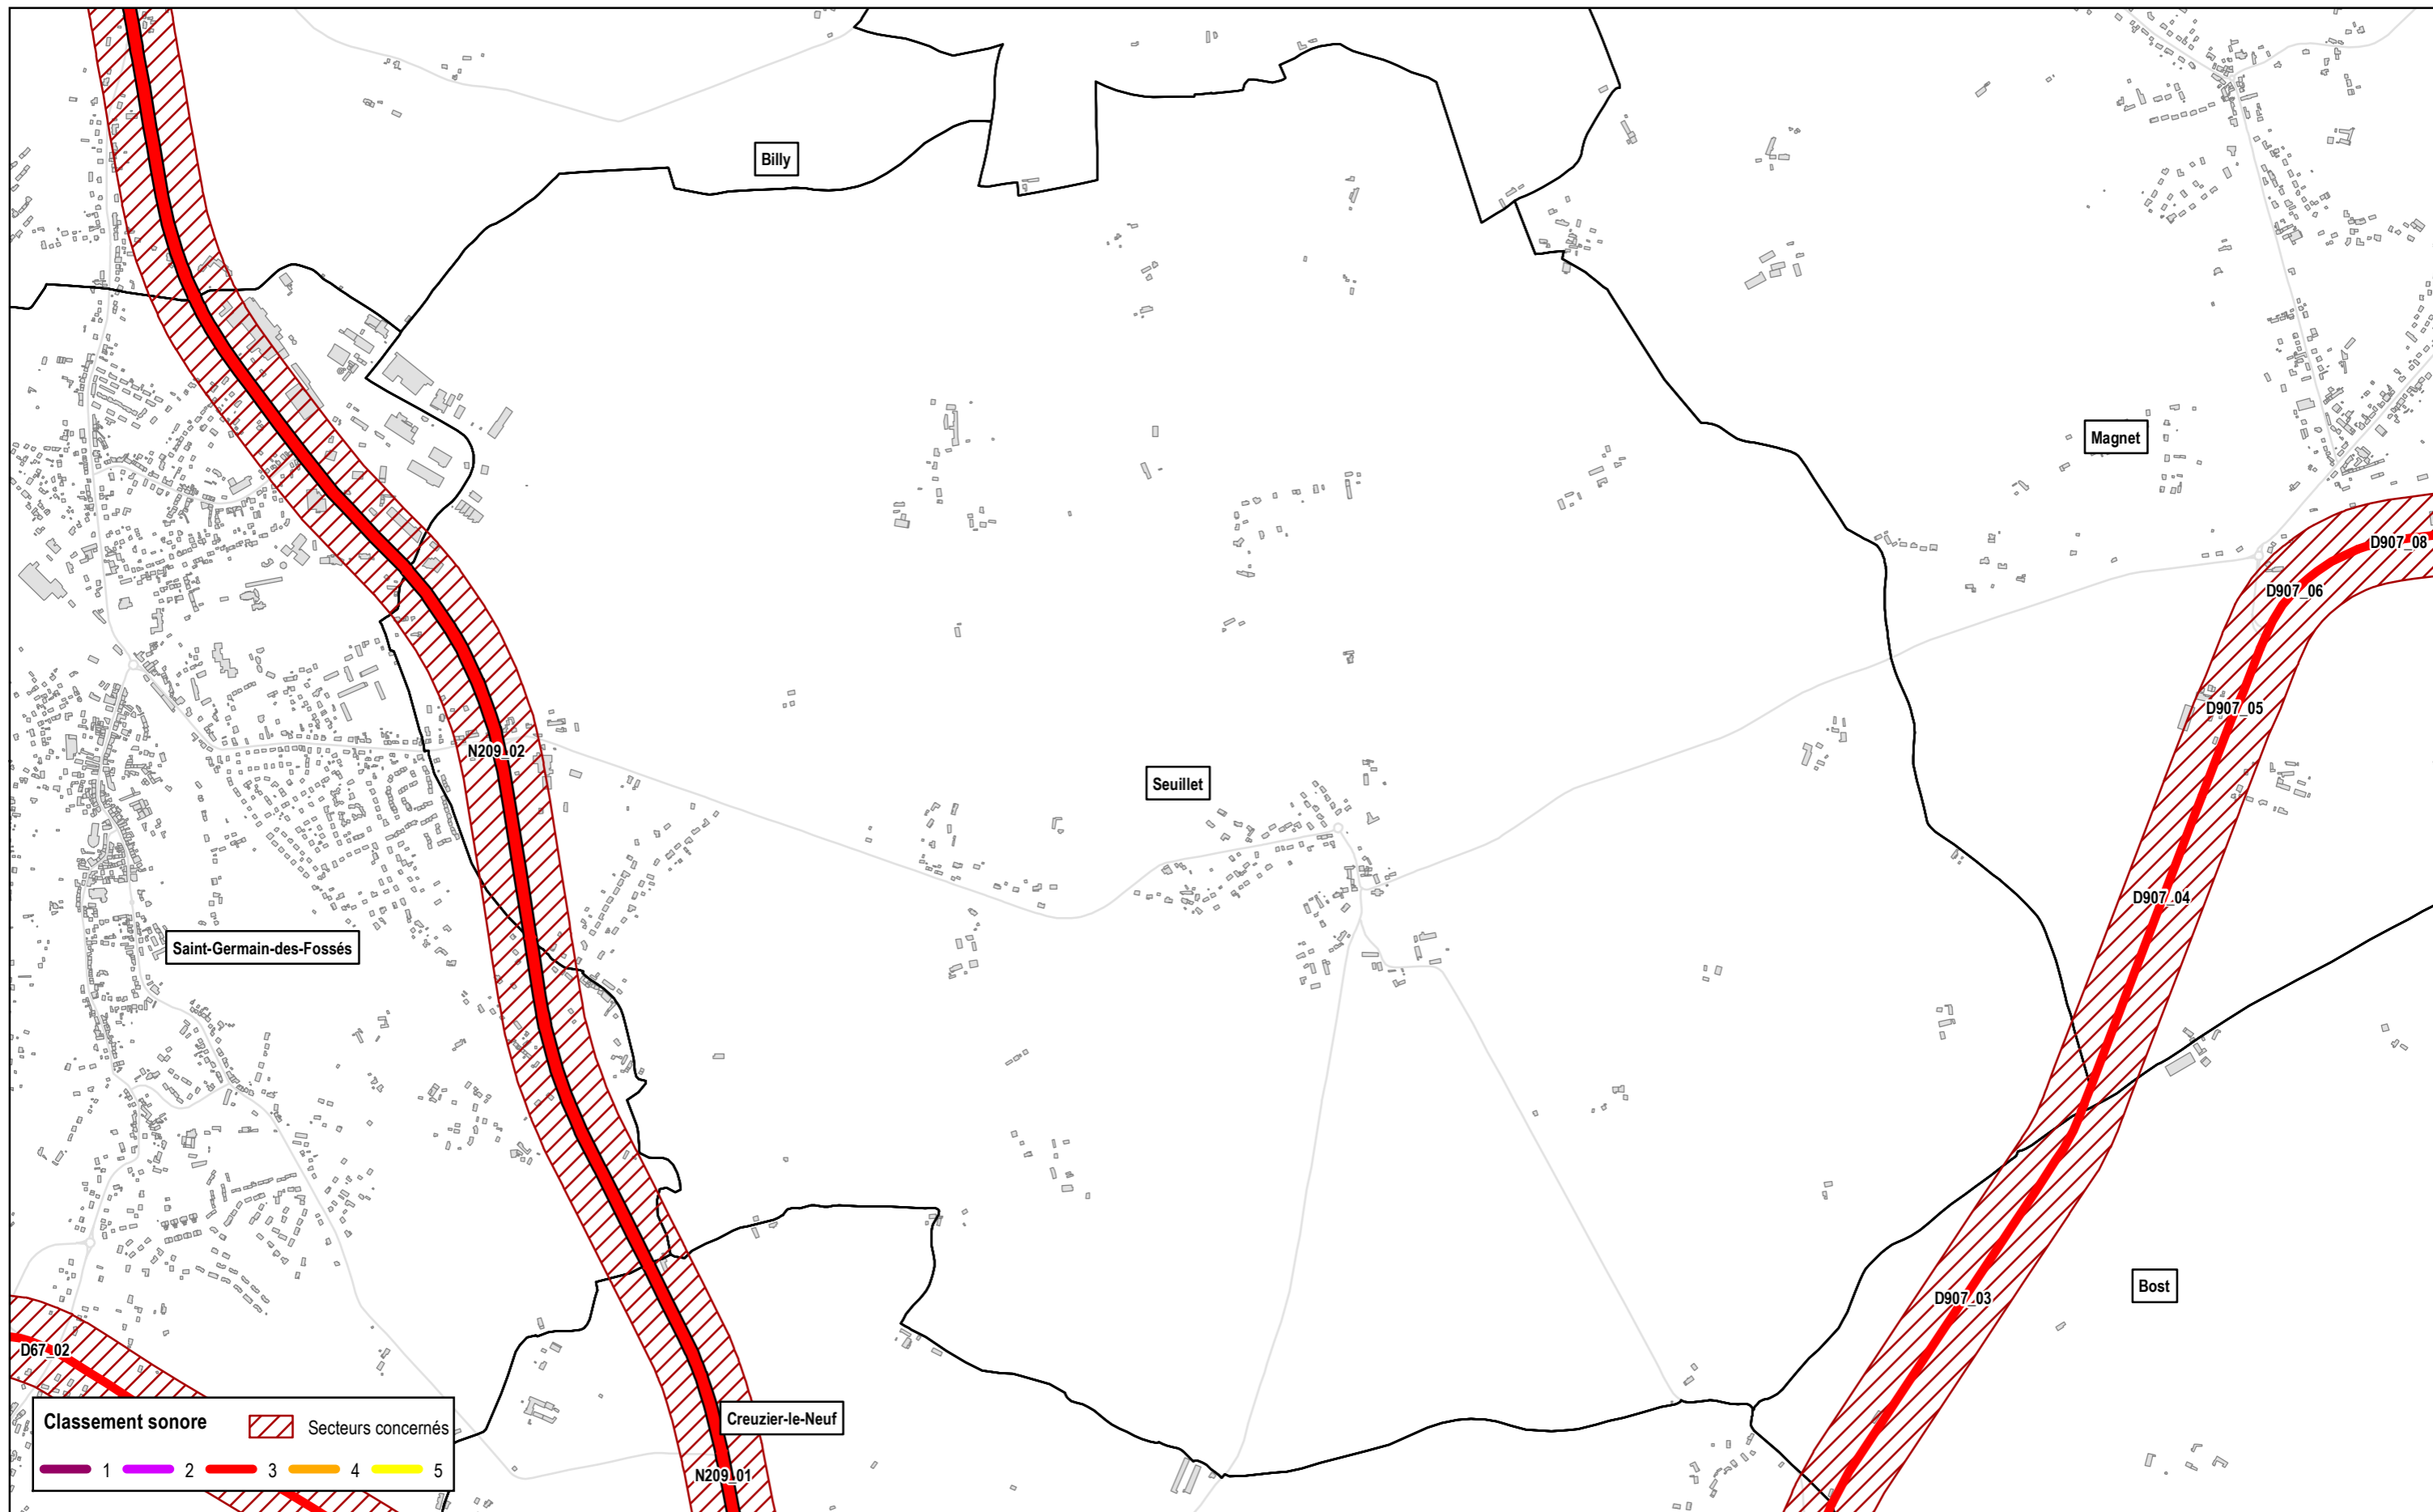 Billy
Magnet
D907_08
D907_06
D907_05
N209_02
Seuillet
D907_04
Saint-Germain-des-Fossés
Bost
D907_03
D67_02
Classement sonore
Secteurs concernés
1 2 3 4 5
Creuzier-le-Neuf
N209_01